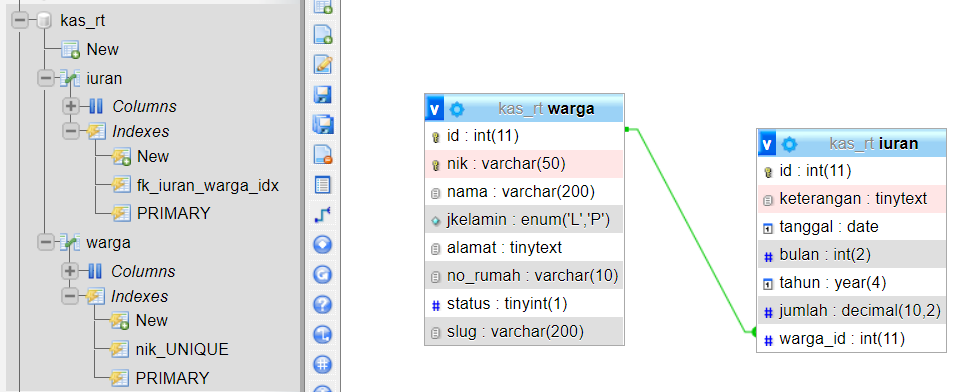 kas_rt
New
iuran
Columns
Indexes
New
fk_iuran_warga_idx
PRIMARY
warga
Columns
Indexes
New
nik_UNIQUE
PRIMARY
v kas_rt warga
id : int(11)
nik : varchar(50)
nama : varchar(200)
jkelamin : enum('L','P')
alamat : tinytext
no_rumah : varchar(10)
# status : tinyint(1)
slug : varchar(200)
v kas_rt iuran
id : int(11)
keterangan : tinytext
tanggal : date
# bulan : int(2)
tahun : year(4)
# jumlah : decimal(10,2)
# warga_id : int(11)